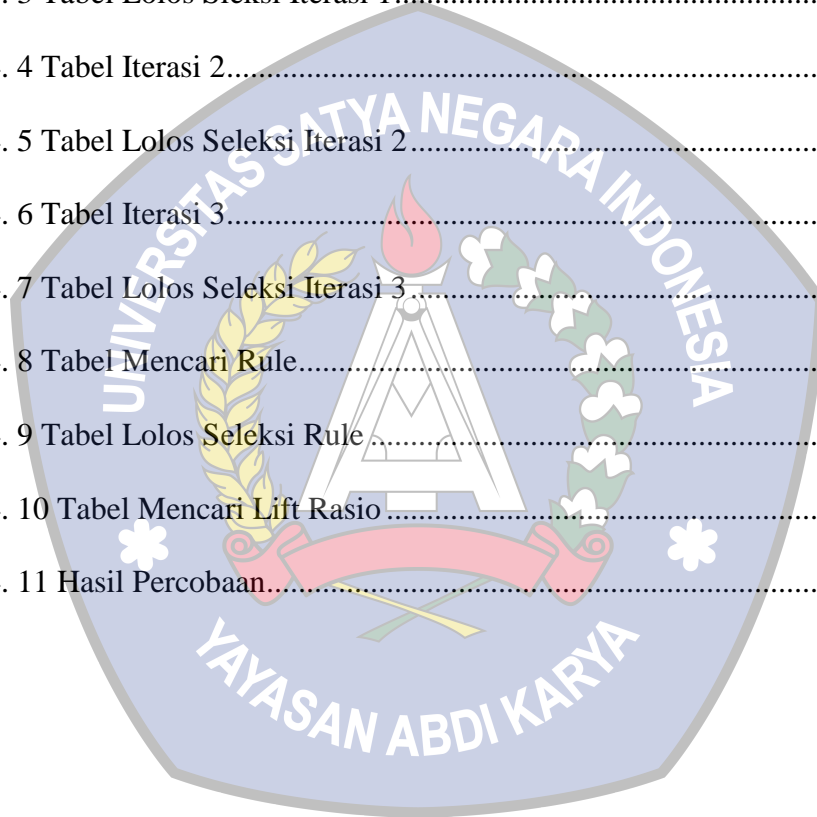 . 3 Tabel Lolos Sleksi Iterasi 1..........
. 4 Tabel Iterasi 2..........
. 5 Tabel Lolos Seleksi Iterasi 2..........
. 6 Tabel Iterasi 3..........
. 7 Tabel Lolos Seleksi Iterasi 3..........
. 8 Tabel Mencari Rule..........
. 9 Tabel Lolos Seleksi Rule..........
. 10 Tabel Mencari Lift Rasio..........
. 11 Hasil Percobaan..........
UNIVERSITAS SATYA NEGARA INDONESIA
YAYASAN ABDI KARYA